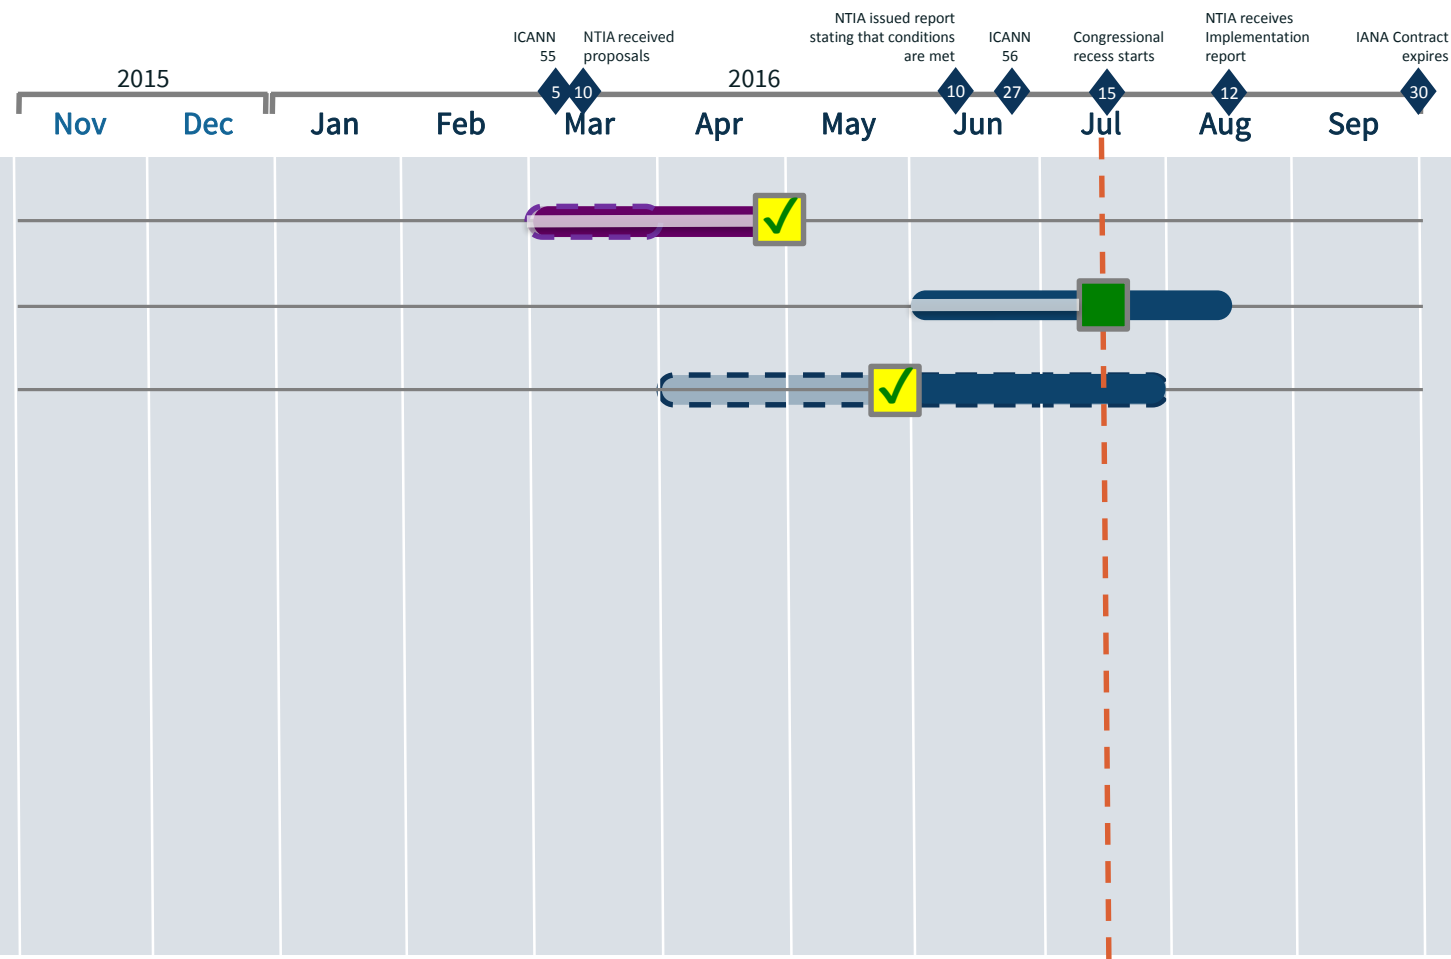 NTIA issued report
stating that conditions
are met
NTIA receives
Implementation
report
ICANN
55
NTIA received
proposals
ICANN
56
Congressional
recess starts
IANA Contract
expires
2015
2016
5
10
10
27
15
12
30
Nov
Dec
Jan
Feb
Mar
Apr
May
Jun
Jul
Aug
Sep